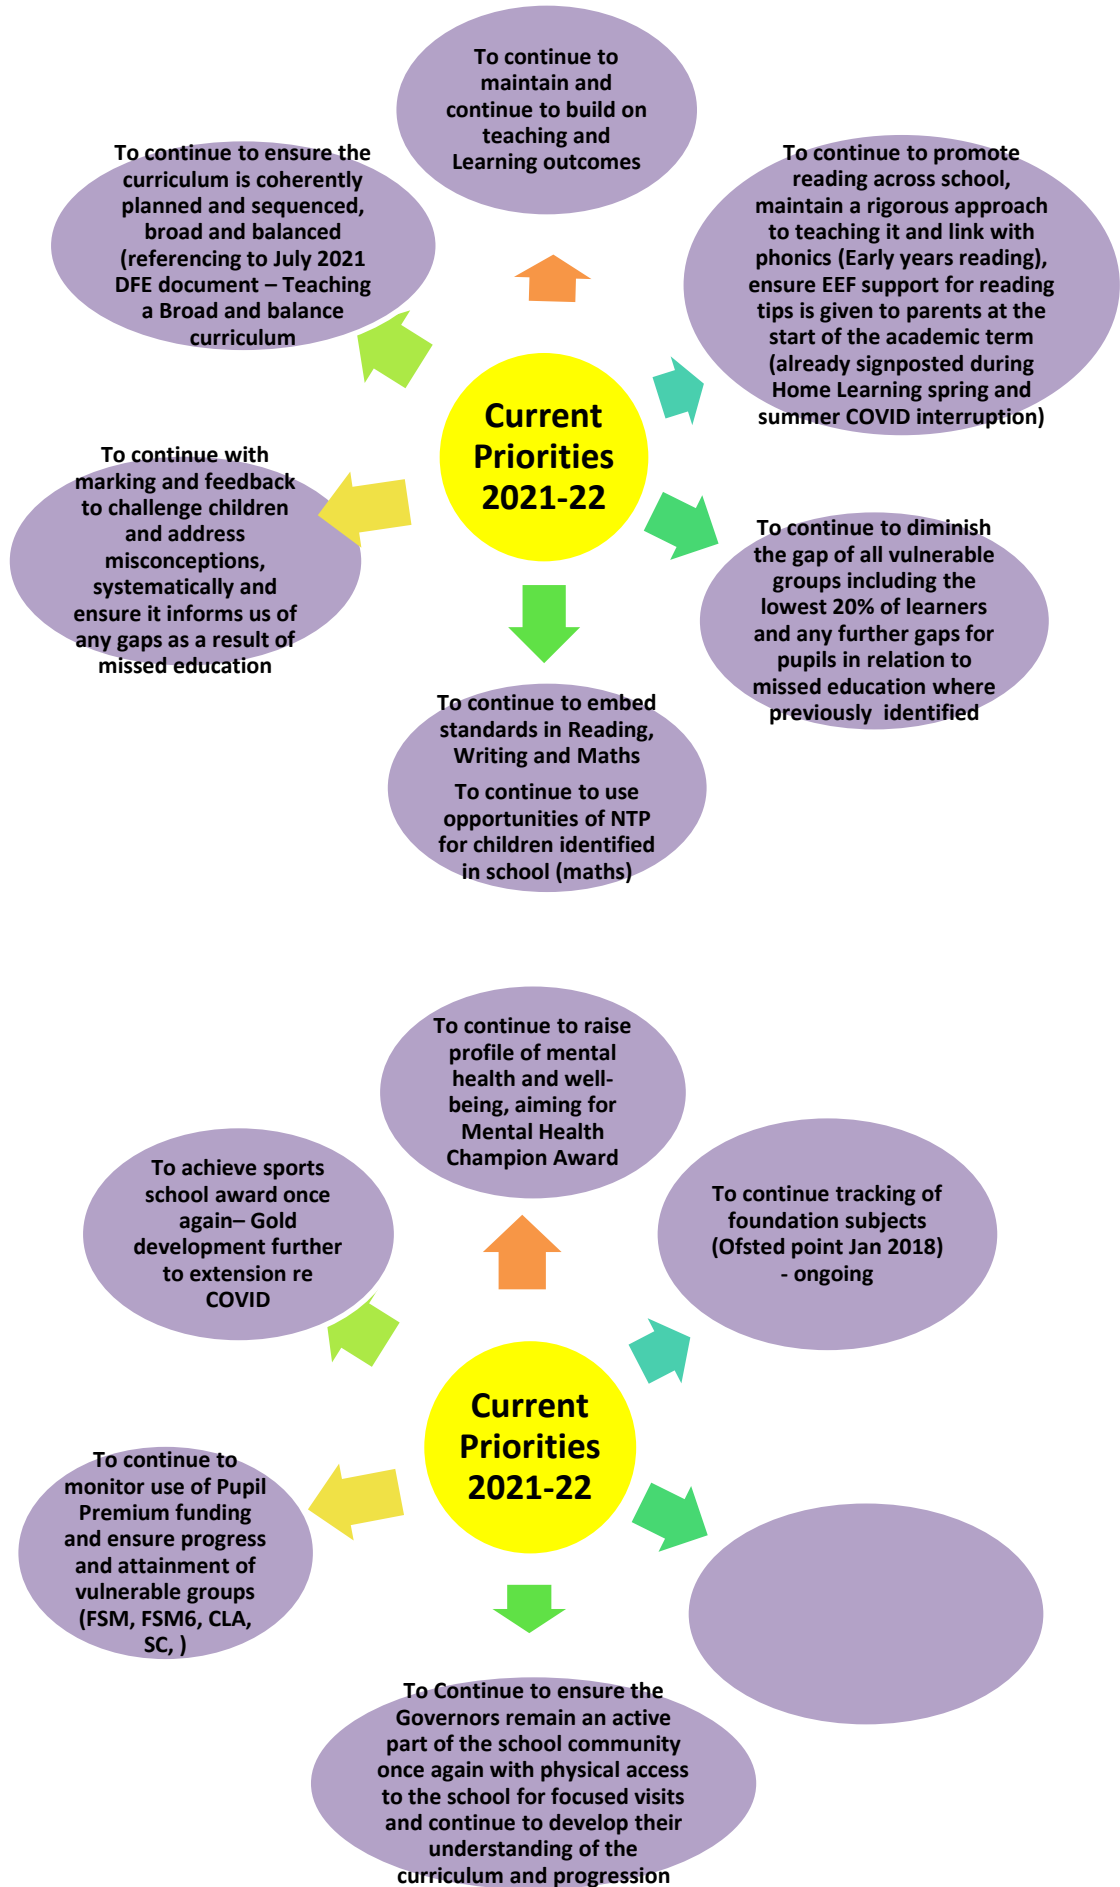 To continue to
maintain and
continue to build on
teaching and
Learning outcomes
To continue to ensure the
curriculum is coherently
planned and sequenced,
broad and balanced
(referencing to July 2021
DFE document – Teaching
a Broad and balance
curriculum
To continue to promote
reading across school,
maintain a rigorous approach
to teaching it and link with
phonics (Early years reading),
ensure EEF support for reading
tips is given to parents at the
start of the academic term
(already signposted during
Home Learning spring and
summer COVID interruption)
Current
Priorities
2021-22
To continue with
marking and feedback
to challenge children
and address
misconceptions,
systematically and
ensure it informs us of
any gaps as a result of
missed education
To continue to diminish
the gap of all vulnerable
groups including the
lowest 20% of learners
and any further gaps for
pupils in relation to
missed education where
previously  identified
To continue to embed
standards in Reading,
Writing and Maths
To continue to use
opportunities of NTP
for children identified
in school (maths)
To continue to raise
profile of mental
health and well-
being, aiming for
Mental Health
Champion Award
To achieve sports
school award once
again– Gold
development further
to extension re
COVID
To continue tracking of
foundation subjects
(Ofsted point Jan 2018)
- ongoing
Current
Priorities
2021-22
To continue to
monitor use of Pupil
Premium funding
and ensure progress
and attainment of
vulnerable groups
(FSM, FSM6, CLA,
SC, )
To Continue to ensure the
Governors remain an active
part of the school community
once again with physical access
to the school for focused visits
and continue to develop their
understanding of the
curriculum and progression